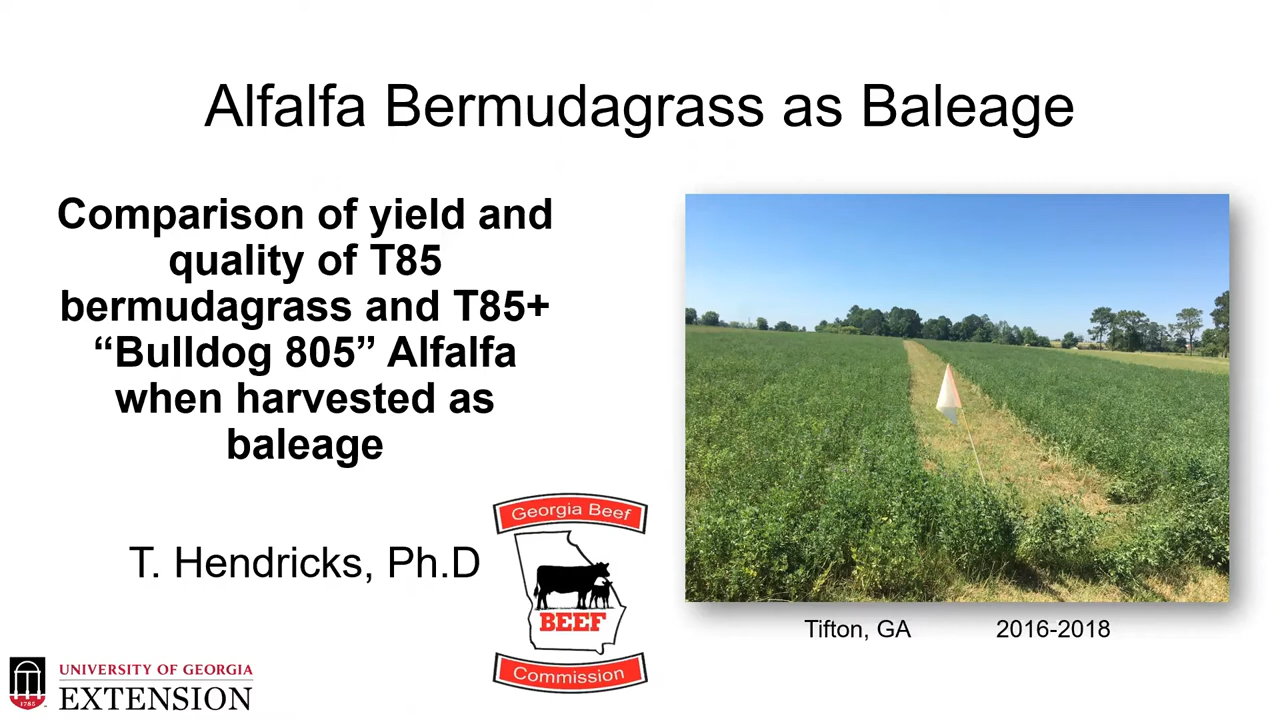 Alfalfa Bermudagrass as Baleage
Comparison of yield and
quality of T85
bermudagrass and T85+
“Bulldog 805” Alfalfa
when harvested as
baleage
T. Hendricks, Ph.D
Georgia Beef
BEEF
Commission
Tifton, GA 2016-2018
1785
UNIVERSITY OF GEORGIA
EXTENSION